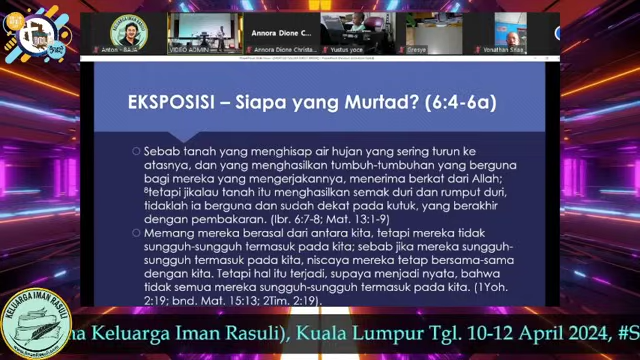 Annora Dione C...
Anton - BAJA
VIDEO ADMIN
Annora Dione Christa...
Yustus yoce
Gresye
Yonathan Snaa
EKSPOSISI – Siapa yang Murtad? (6:4-6a)
Sebab tanah yang menghisap air hujan yang sering turun ke
atasnya, dan yang menghasilkan tumbuh-tumbuhan yang berguna
bagi mereka yang mengerjakannya, menerima berkat dari Allah;
⁸tetapi jikalau tanah itu menghasilkan semak duri dan rumput duri,
tidaklah ia berguna dan sudah dekat pada kutuk, yang berakhir
dengan pembakaran. (Ibr. 6:7-8; Mat. 13:1-9)
Memang mereka berasal dari antara kita, tetapi mereka tidak
sungguh-sungguh termasuk pada kita; sebab jika mereka sungguh-
sungguh termasuk pada kita, niscaya mereka tetap bersama-sama
dengan kita. Tetapi hal itu terjadi, supaya menjadi nyata, bahwa
tidak semua mereka sungguh-sungguh termasuk pada kita. (1Yoh.
2:19; bnd. Mat. 15:13; 2Tim. 2:19).
KELUARGA IMAN RASULI
na Keluarga Iman Rasuli), Kuala Lumpur Tgl. 10-12 April 2024, #S